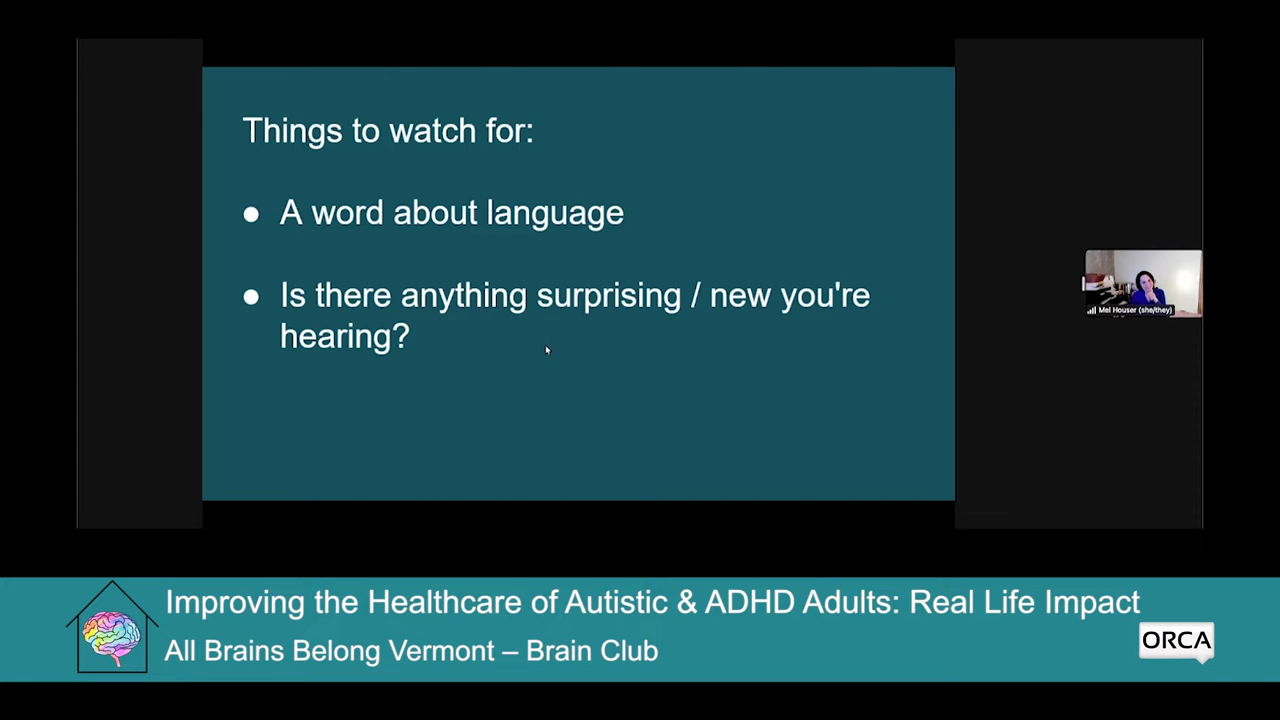 Things to watch for:
● A word about language
● Is there anything surprising / new you're
hearing?
Mel Houser (she/they)
Improving the Healthcare of Autistic & ADHD Adults: Real Life Impact
All Brains Belong Vermont – Brain Club
ORCA